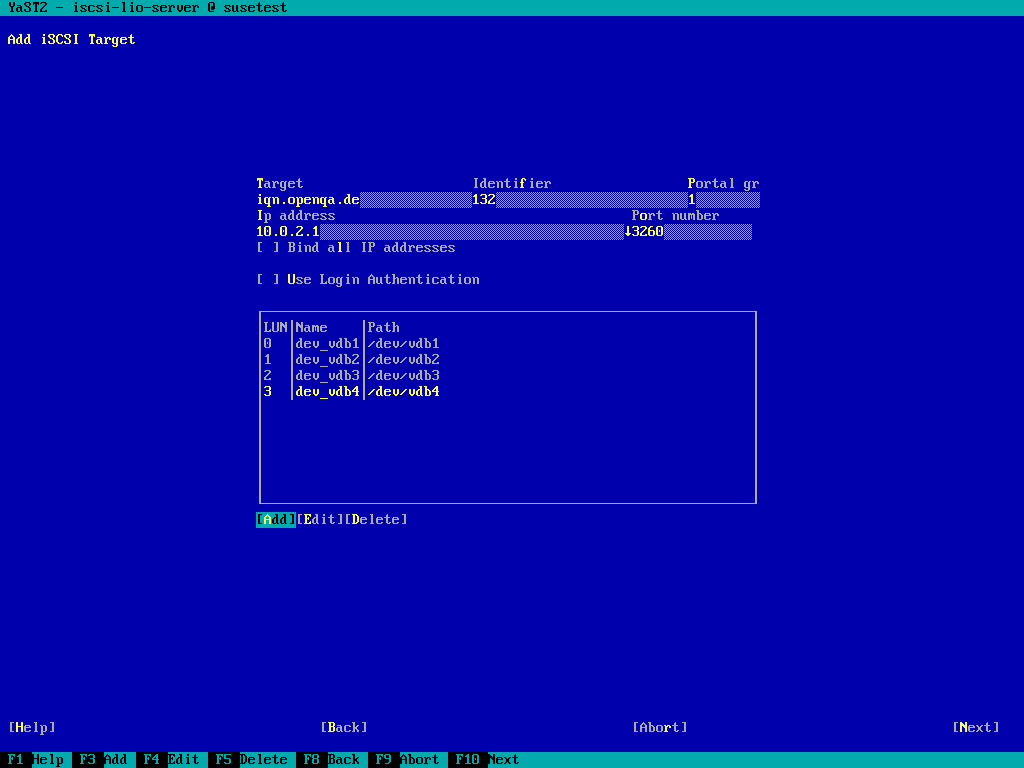 YaST2 - iscsi-lio-server @ susetest
Add iSCSI Target
Target Identifier Portal gr
iqn.openqa.de 132 1
Ip address Port number
10.0.2.1 ↓3260
[ ] Bind all IP addresses
[ ] Use Login Authentication
LUN|Name |Path
0 |dev_vdb1|/dev/vdb1
1 |dev_vdb2|/dev/vdb2
2 |dev_vdb3|/dev/vdb3
3 |dev_vdb4|/dev/vdb4
[Add][Edit][Delete]
[Help] [Back] [Abort] [Next]
F1 Help F3 Add F4 Edit F5 Delete F8 Back F9 Abort F10 Next